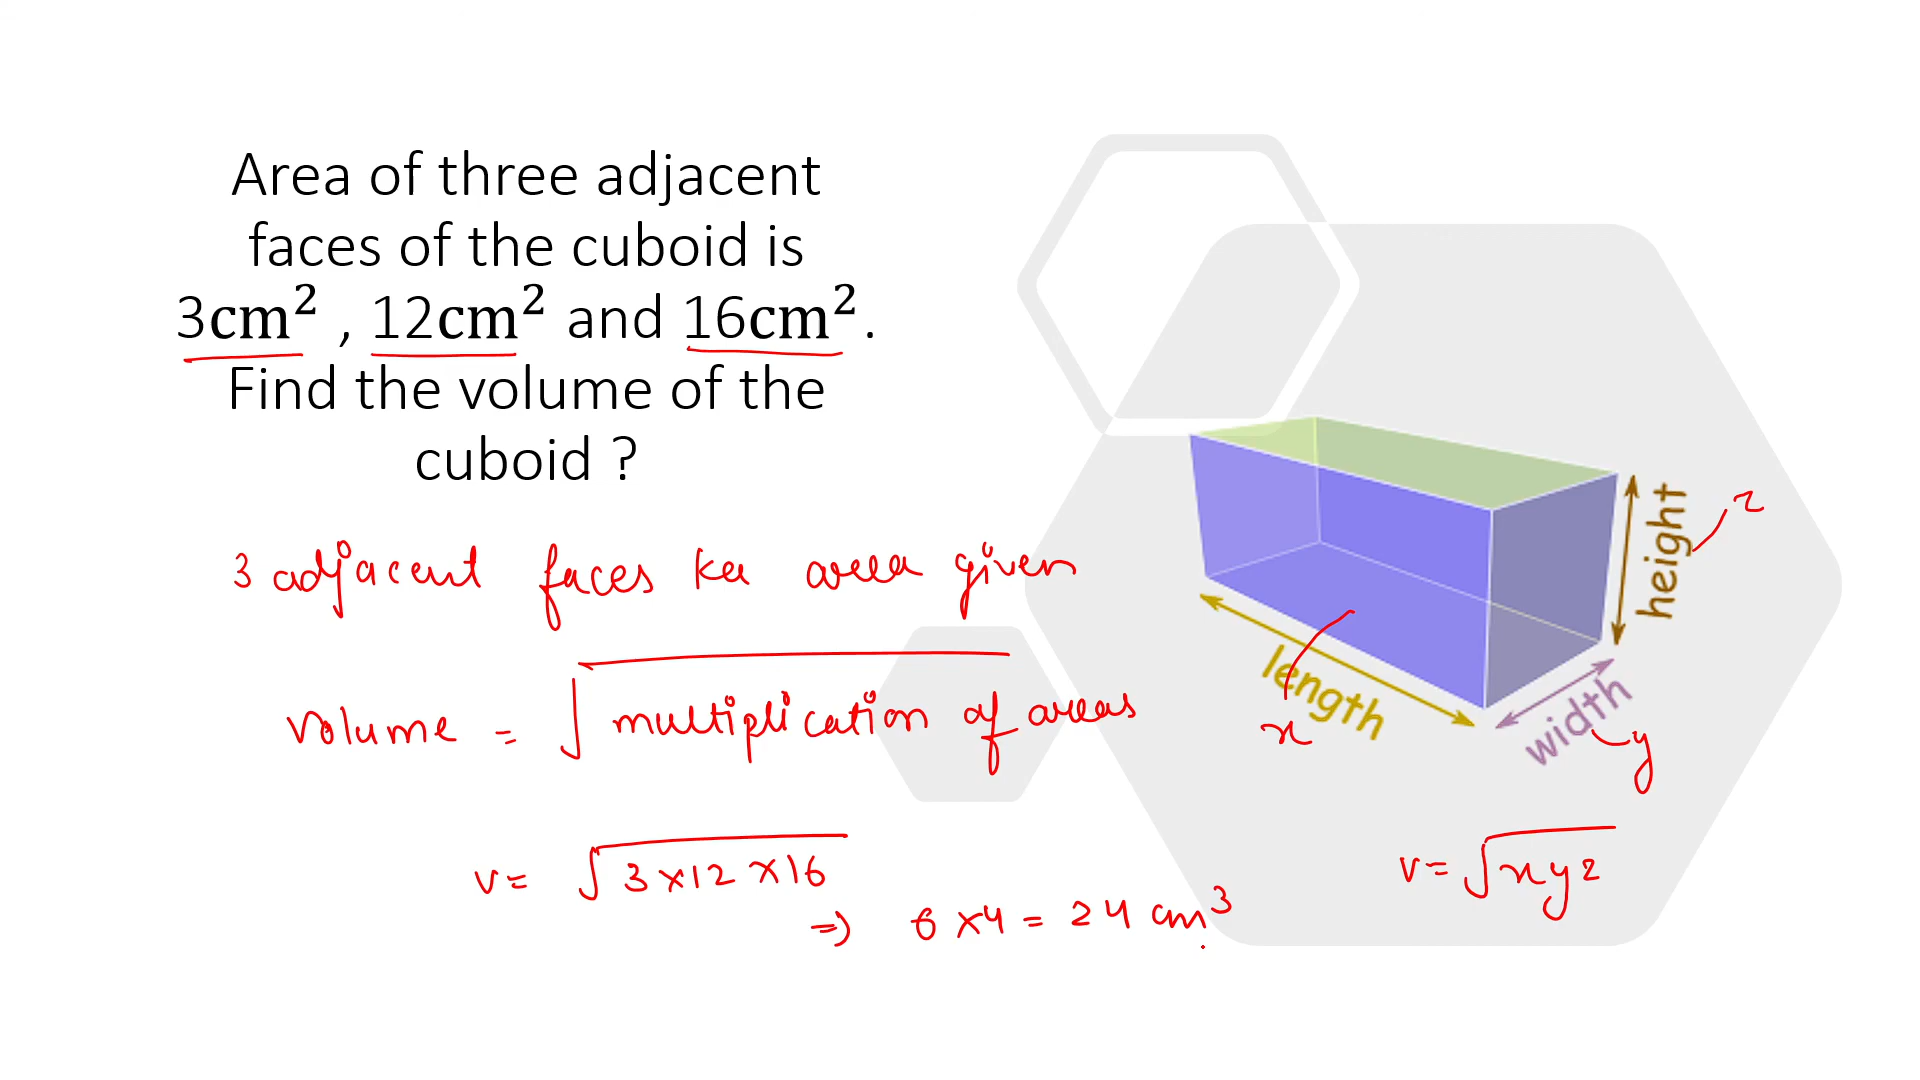 Area of three adjacent
faces of the cuboid is
3cm² , 12cm² and 16cm².
Find the volume of the
cuboid ?
3 adjacent faces ka area given
volume = √multiplication of areas
v = √3×12×16
⇒ 6×4 = 24 cm³
height
z
length
x
width
y
v = √xyz